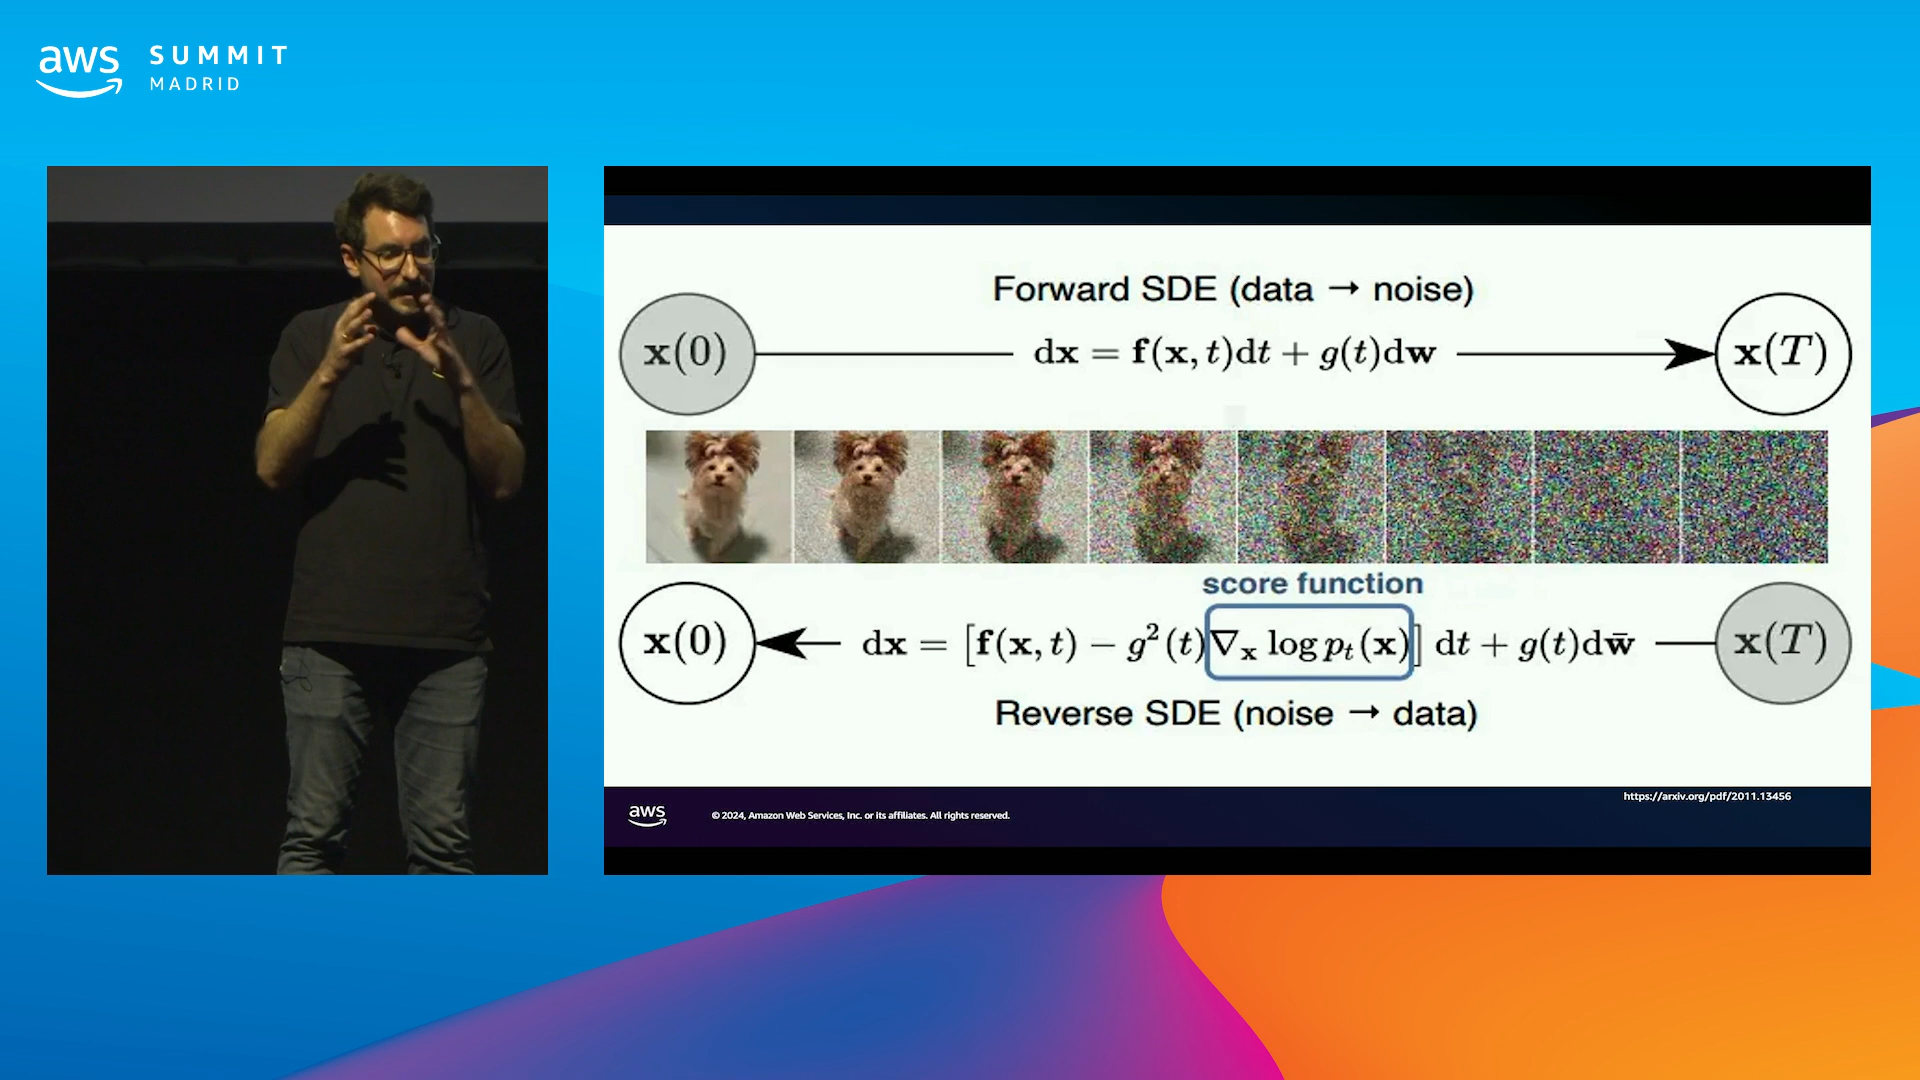 aws SUMMIT
MADRID
Forward SDE (data → noise)
x(0) dx = f(x, t)dt + g(t)dw x(T)
score function
x(0) dx = [f(x, t) − g²(t)∇ₓ log pₜ(x)] dt + g(t)dw̄ x(T)
Reverse SDE (noise → data)
https://arxiv.org/pdf/2011.13456
aws © 2024, Amazon Web Services, Inc. or its affiliates. All rights reserved.